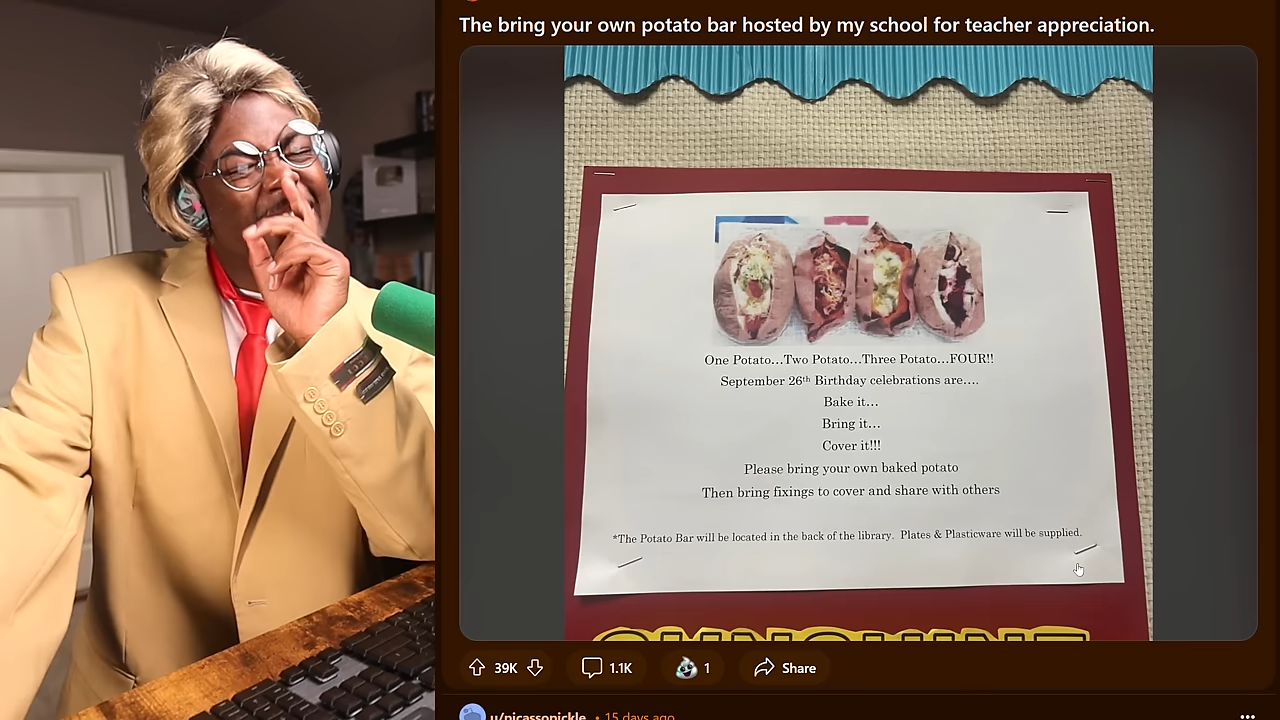 The bring your own potato bar hosted by my school for teacher appreciation.
One Potato...Two Potato...Three Potato...FOUR!!
September 26th Birthday celebrations are....
Bake it...
Bring it...
Cover it!!!
Please bring your own baked potato
Then bring fixings to cover and share with others
*The Potato Bar will be located in the back of the library. Plates & Plasticware will be supplied.
39K
1.1K
1
Share
u/picassopickle • 15 days ago